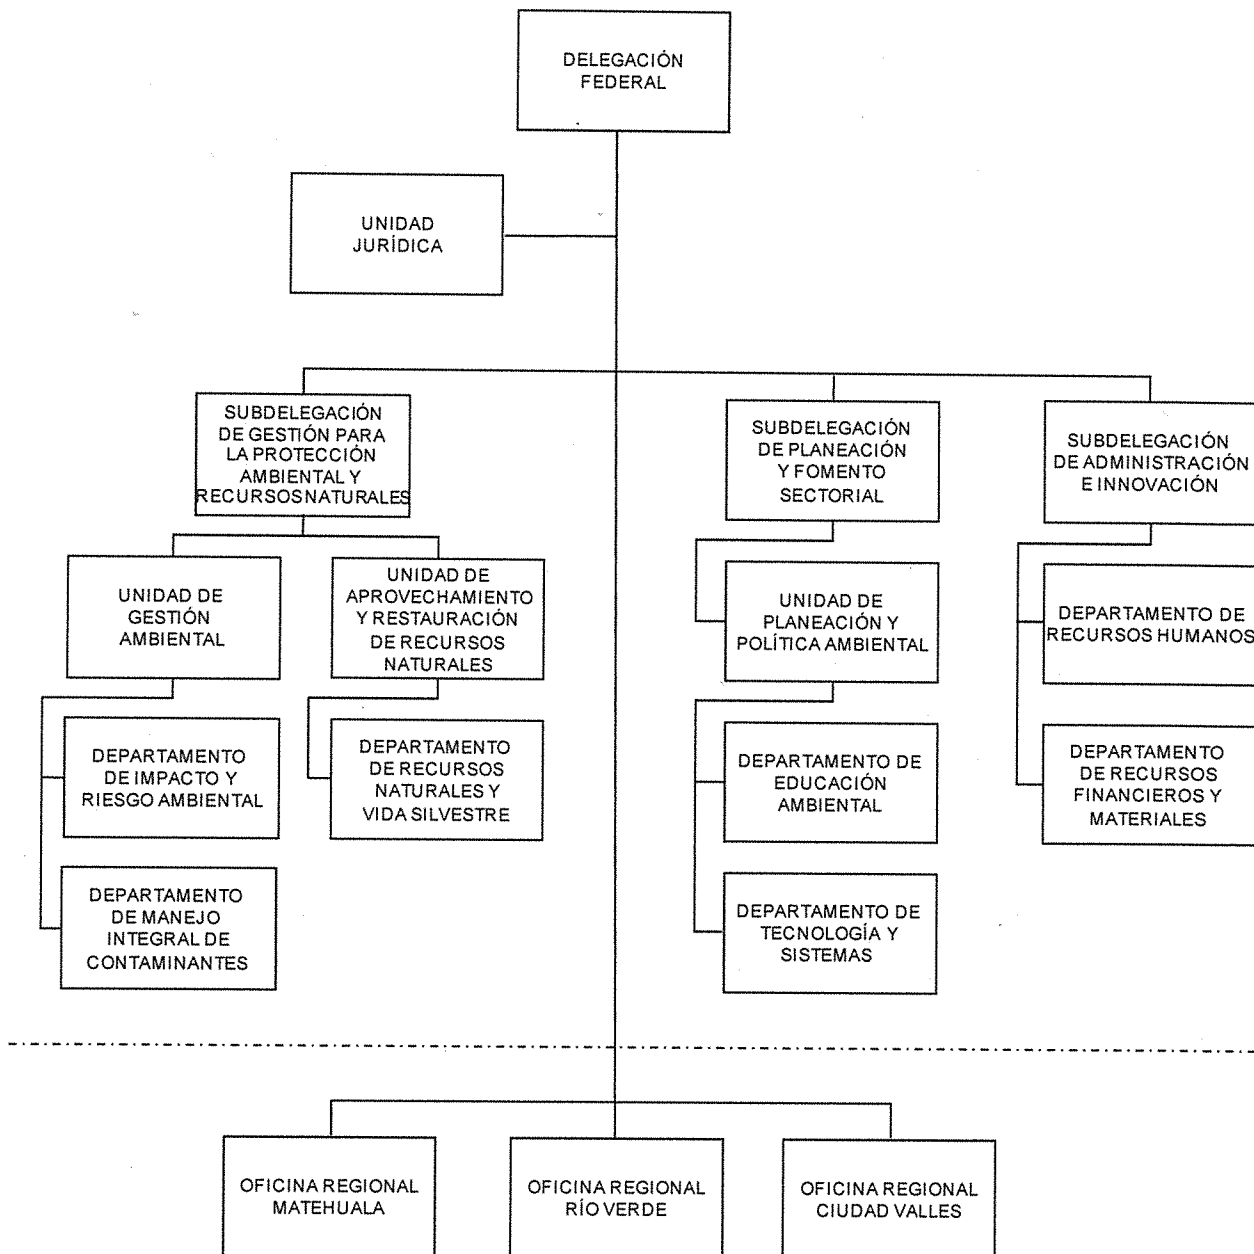 DELEGACIÓN
FEDERAL
UNIDAD
JURÍDICA
SUBDELEGACIÓN
DE GESTIÓN PARA
LA PROTECCIÓN
AMBIENTAL Y
RECURSOS NATURALES
SUBDELEGACIÓN
DE PLANEACIÓN
Y FOMENTO
SECTORIAL
SUBDELEGACIÓN
DE ADMINISTRACIÓN
E INNOVACIÓN
UNIDAD DE
GESTIÓN
AMBIENTAL
UNIDAD DE
APROVECHAMIENTO
Y RESTAURACIÓN
DE RECURSOS
NATURALES
UNIDAD DE
PLANEACIÓN Y
POLÍTICA AMBIENTAL
DEPARTAMENTO DE
RECURSOS HUMANOS
DEPARTAMENTO
DE IMPACTO Y
RIESGO AMBIENTAL
DEPARTAMENTO
DE RECURSOS
NATURALES Y
VIDA SILVESTRE
DEPARTAMENTO DE
EDUCACIÓN
AMBIENTAL
DEPARTAMENTO
DE RECURSOS
FINANCIEROS Y
MATERIALES
DEPARTAMENTO
DE MANEJO
INTEGRAL DE
CONTAMINANTES
DEPARTAMENTO DE
TECNOLOGÍA Y
SISTEMAS
OFICINA REGIONAL
MATEHUALA
OFICINA REGIONAL
RÍO VERDE
OFICINA REGIONAL
CIUDAD VALLES